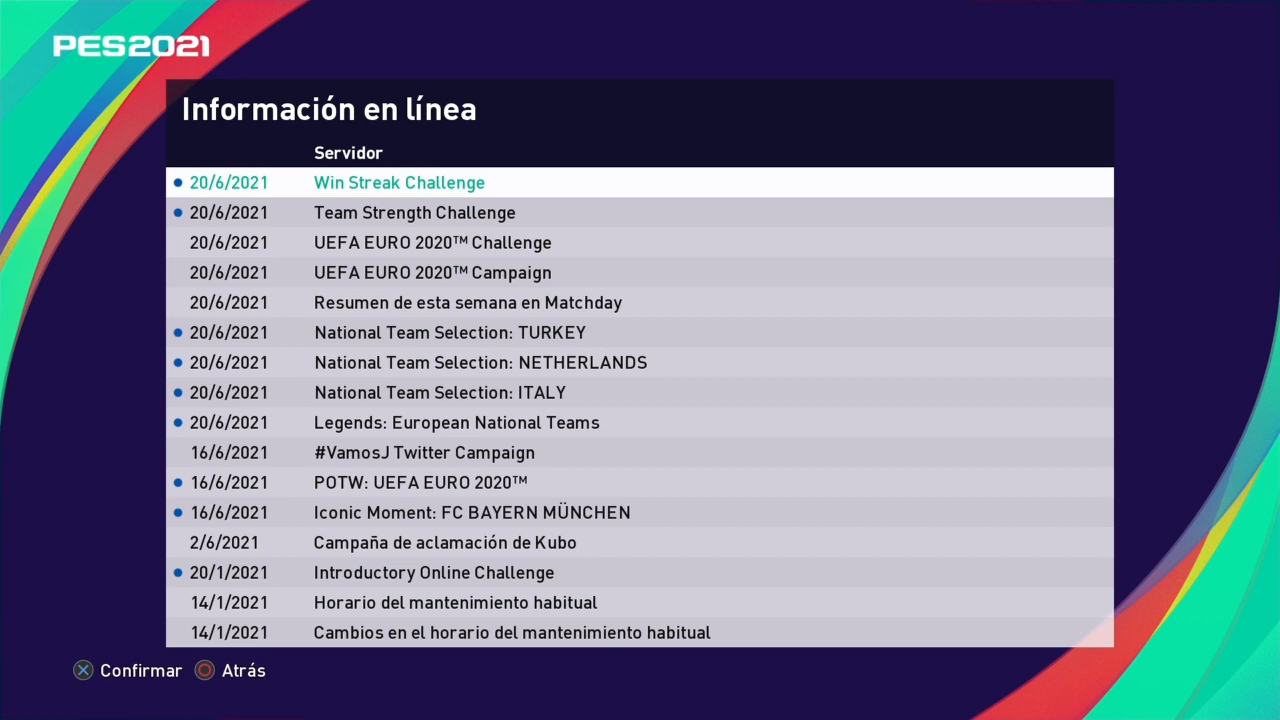 PES2021
Información en línea
Servidor
20/6/2021 Win Streak Challenge
20/6/2021 Team Strength Challenge
20/6/2021 UEFA EURO 2020™ Challenge
20/6/2021 UEFA EURO 2020™ Campaign
20/6/2021 Resumen de esta semana en Matchday
20/6/2021 National Team Selection: TURKEY
20/6/2021 National Team Selection: NETHERLANDS
20/6/2021 National Team Selection: ITALY
20/6/2021 Legends: European National Teams
16/6/2021 #VamosJ Twitter Campaign
16/6/2021 POTW: UEFA EURO 2020™
16/6/2021 Iconic Moment: FC BAYERN MÜNCHEN
2/6/2021 Campaña de aclamación de Kubo
20/1/2021 Introductory Online Challenge
14/1/2021 Horario del mantenimiento habitual
14/1/2021 Cambios en el horario del mantenimiento habitual
Confirmar Atrás